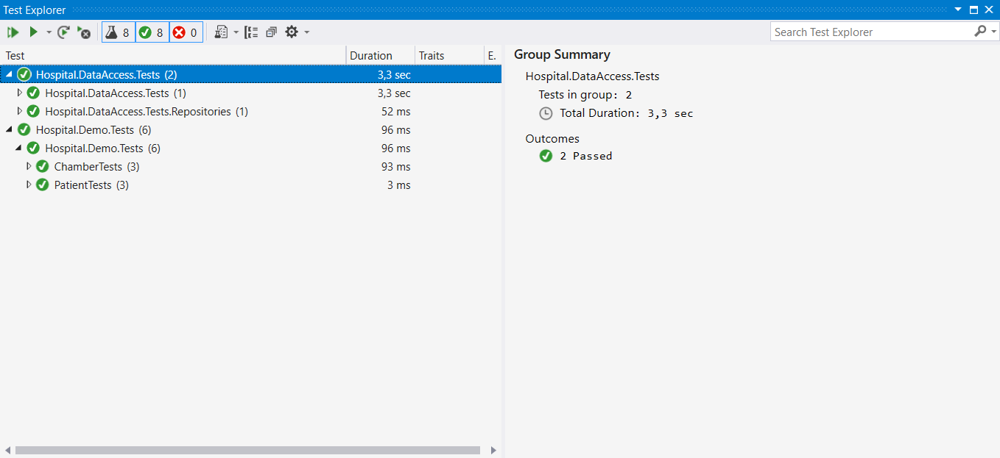 Test Explorer
8 8 0
Search Test Explorer
Test Duration Traits E.
Hospital.DataAccess.Tests (2) 3,3 sec
Hospital.DataAccess.Tests (1) 3,3 sec
Hospital.DataAccess.Tests.Repositories (1) 52 ms
Hospital.Demo.Tests (6) 96 ms
Hospital.Demo.Tests (6) 96 ms
ChamberTests (3) 93 ms
PatientTests (3) 3 ms
Group Summary
Hospital.DataAccess.Tests
Tests in group: 2
Total Duration: 3,3 sec
Outcomes
2 Passed